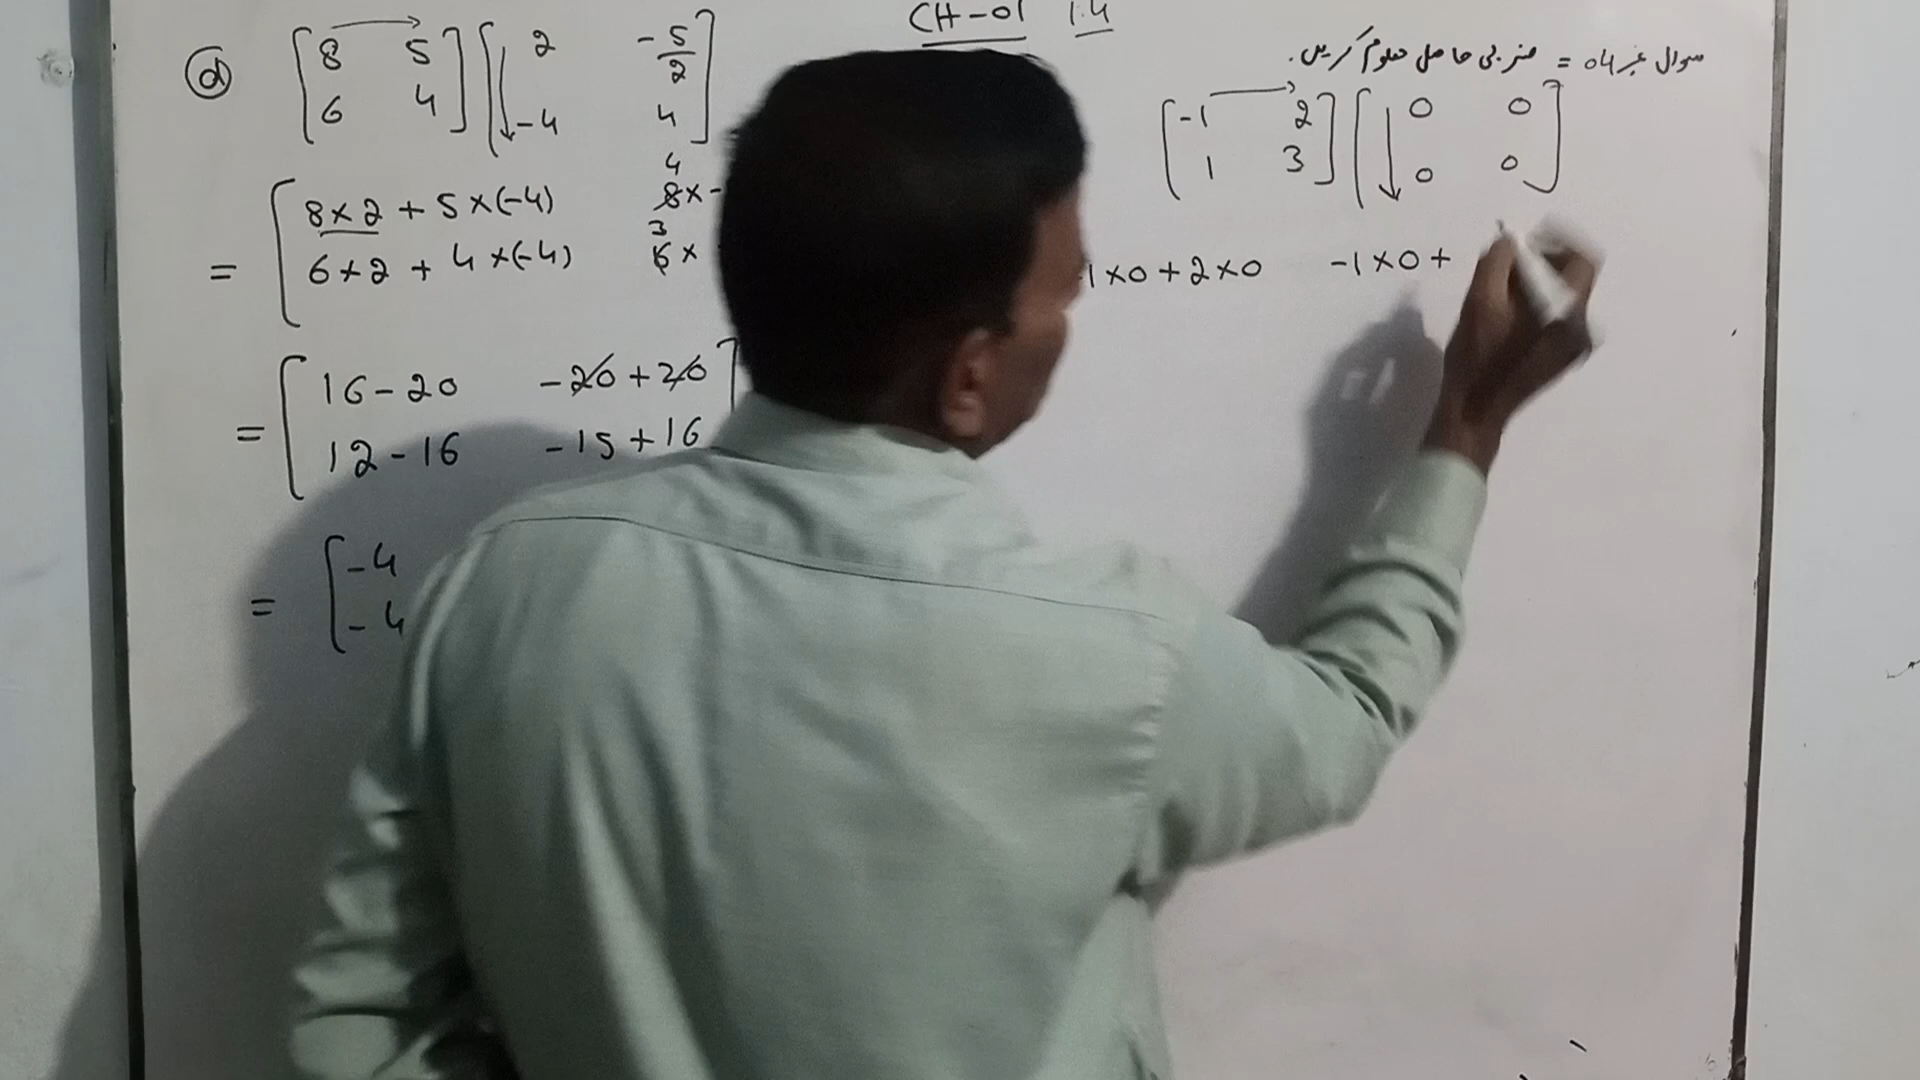 CH-01 1.4
(d) [8 5 [2 -5/2
6 4] -4 4]
4
= [8×2 + 5×(-4) 8× -
3
6×2 + 4×(-4) 6×
= [16-20 -20+20]
12-16 -15+16
= [-4
-4
سوال نمبر 04 = ضربی حاصل معلوم کریں.
[-1 2 [0 0
1 3] 0 0]
1×0+2×0 -1×0+